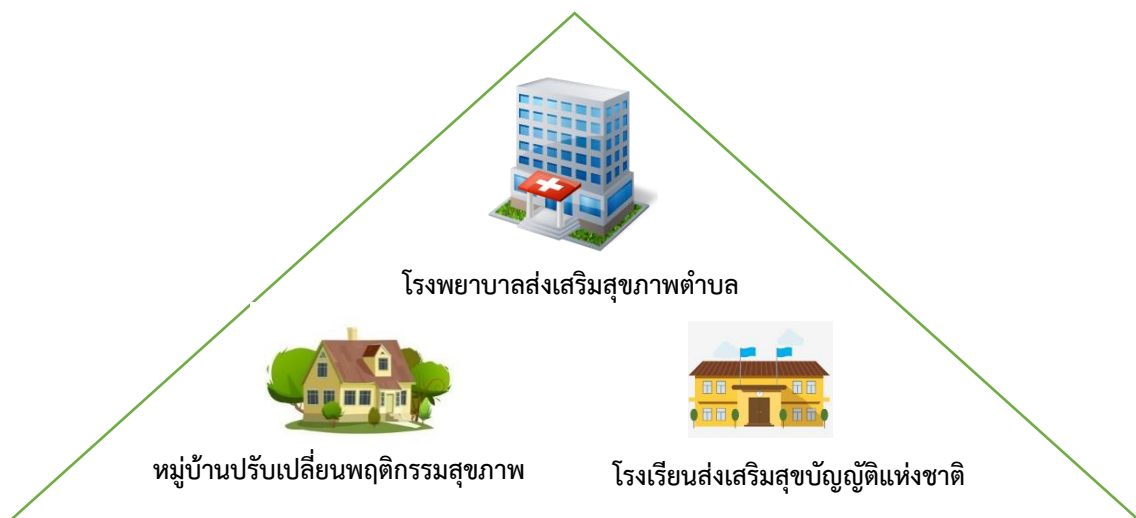 โรงพยาบาลส่งเสริมสุขภาพตำบล
หมู่บ้านปรับเปลี่ยนพฤติกรรมสุขภาพ
โรงเรียนส่งเสริมสุขบัญญัติแห่งชาติ